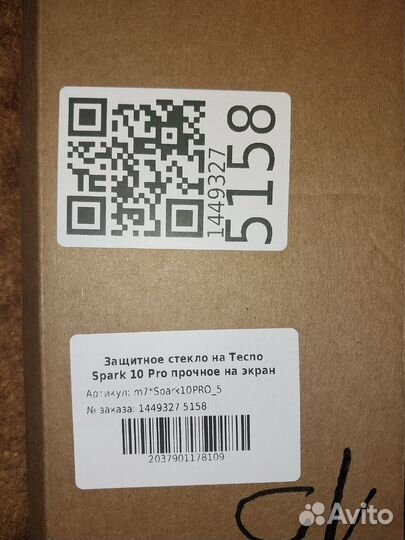 1449327
5158
Защитное стекло на Tecno
Spark 10 Pro прочное на экран
Артикул: m7*Spark10PRO_5
№ заказа: 1449327 5158
2037901178109
Avito